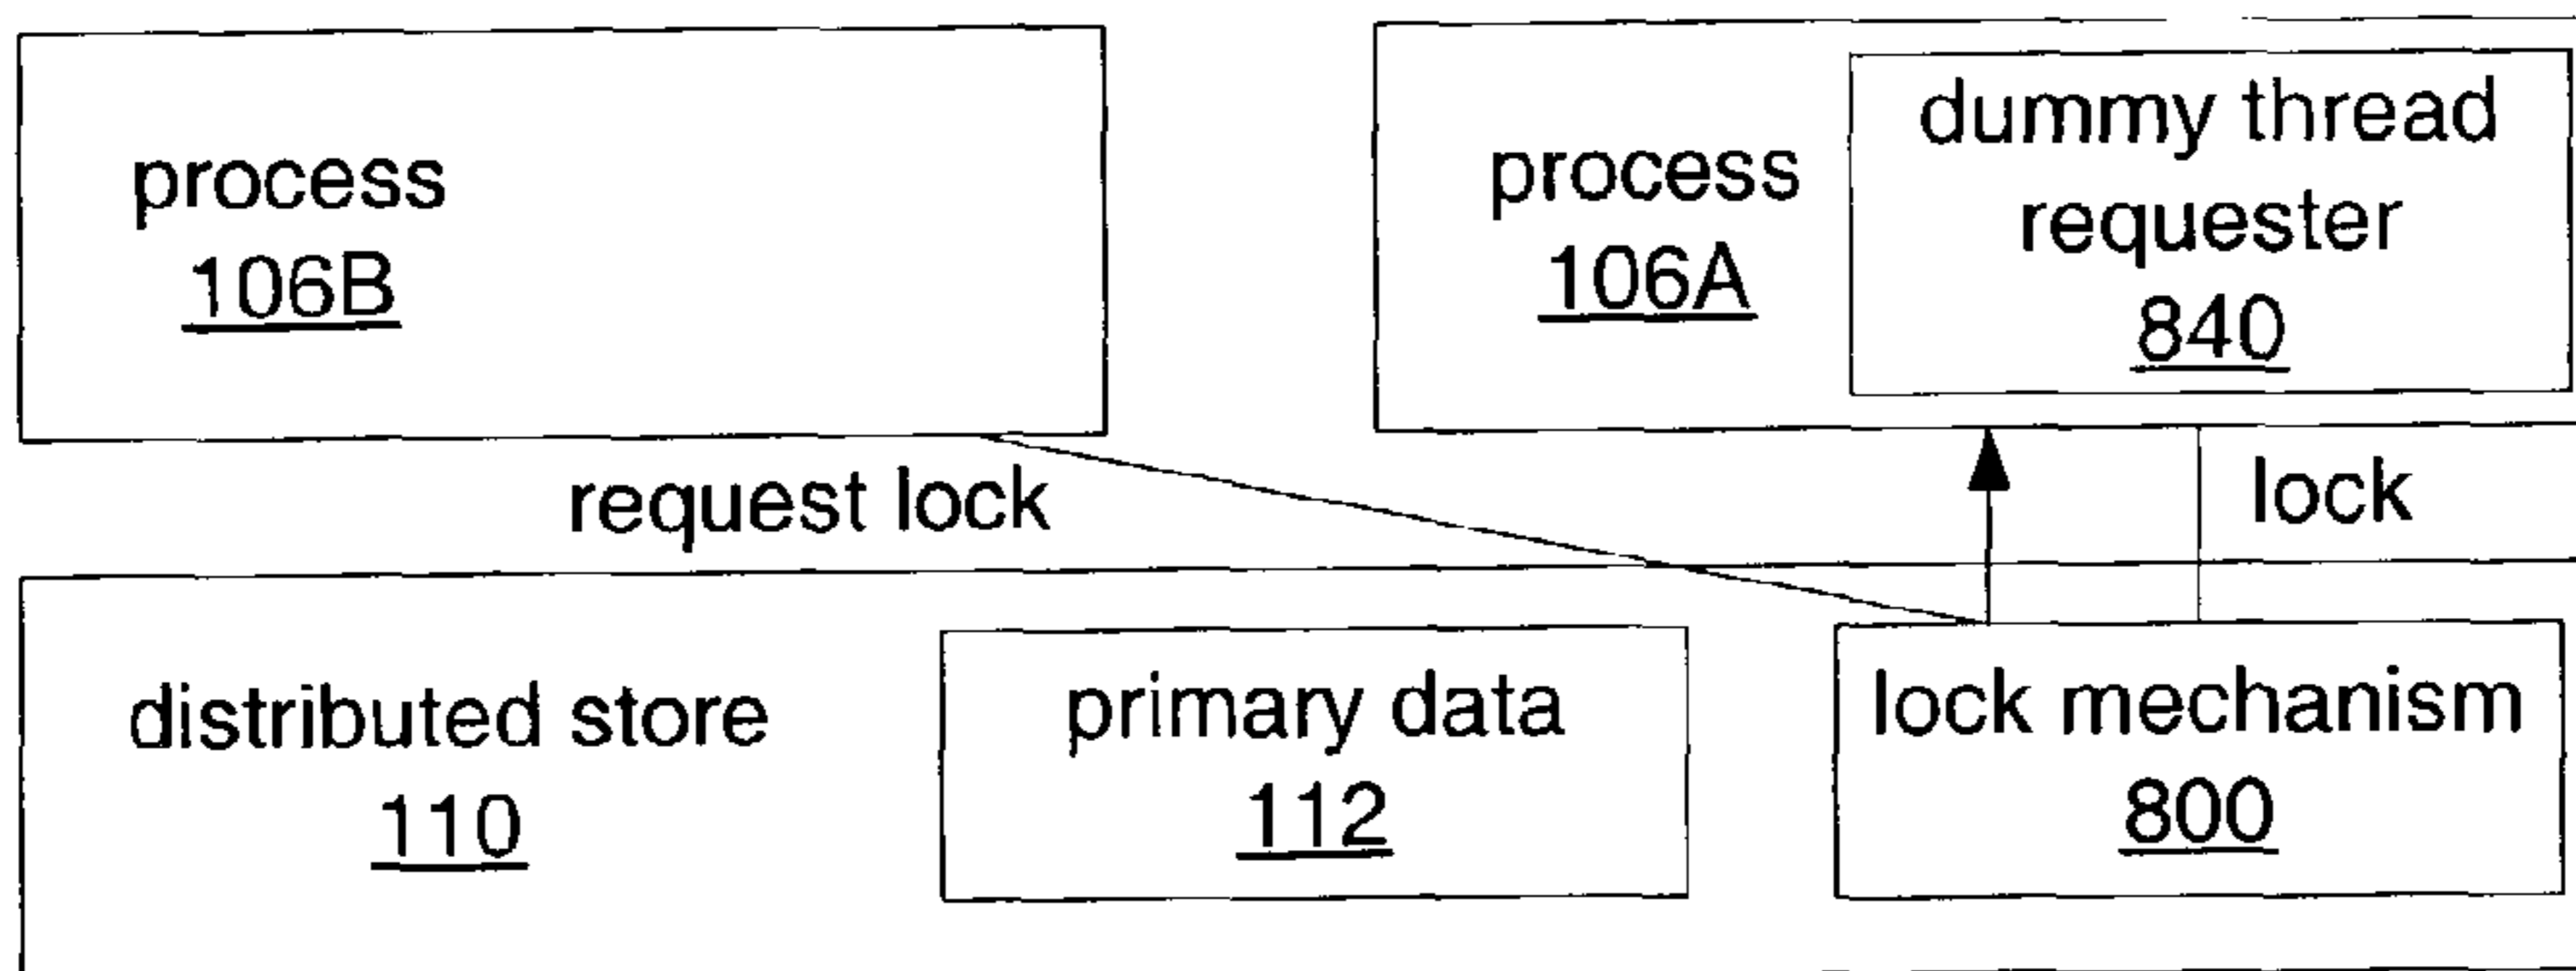 process
106B
process
106A
dummy thread
requester
840
request lock
lock
distributed store
110
primary data
112
lock mechanism
800